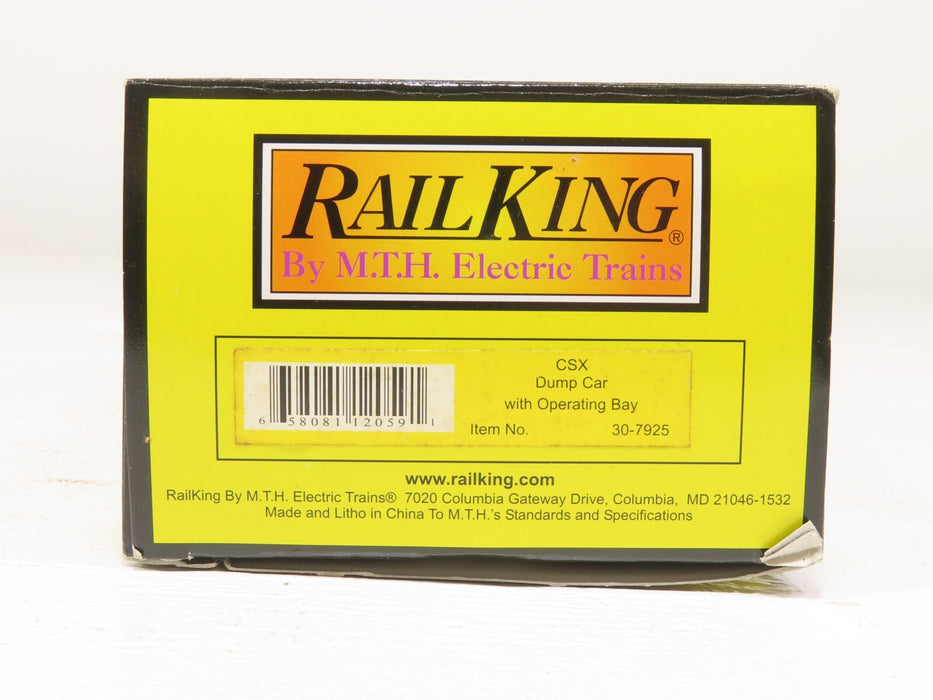 RAILKING®
By M.T.H. Electric Trains
CSX
Dump Car
with Operating Bay
Item No. 30-7925
6 58081 12059 1
www.railking.com
RailKing By M.T.H. Electric Trains® 7020 Columbia Gateway Drive, Columbia, MD 21046-1532
Made and Litho in China To M.T.H.'s Standards and Specifications